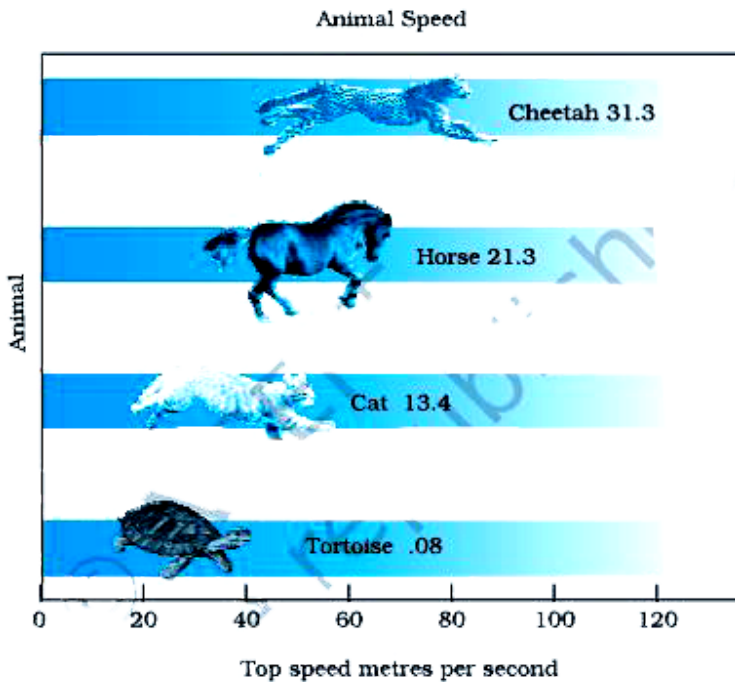 Animal Speed
Cheetah 31.3
Horse 21.3
Cat 13.4
Tortoise .08
Animal
0 20 40 60 80 100 120
Top speed metres per second